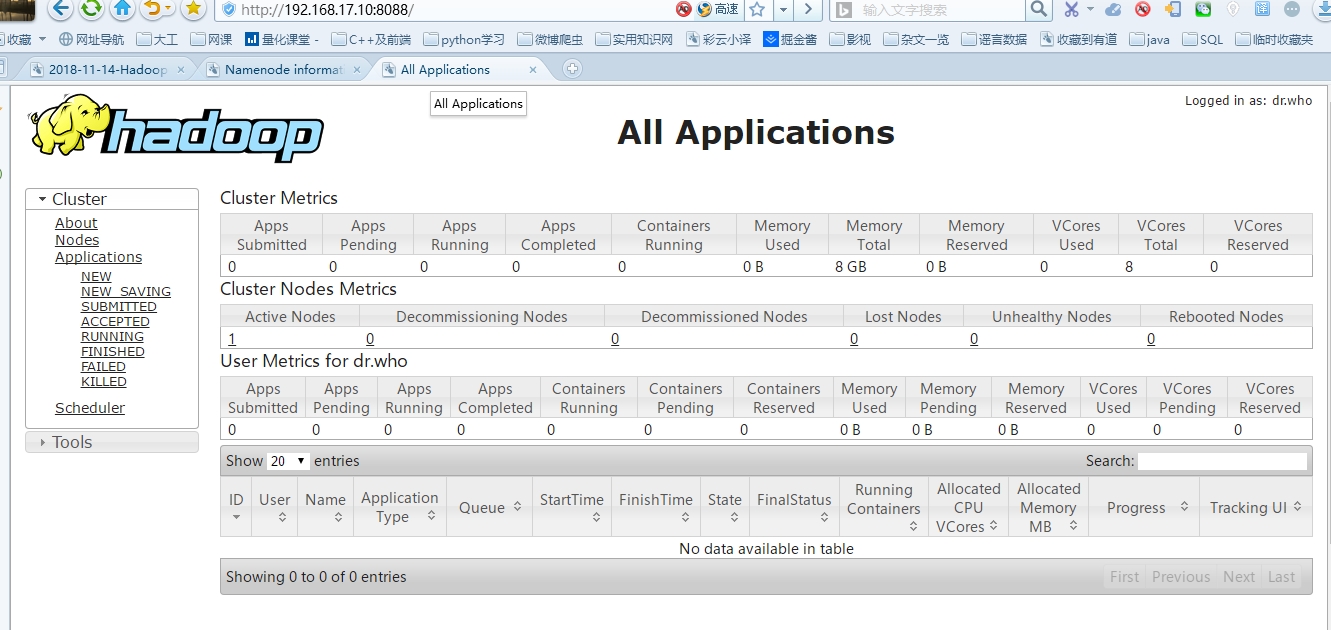 http://192.168.17.10:8088/
高速
输入文字搜索
收藏 网址导航 大工 网课 量化课堂 - C++及前端 python学习 微博爬虫 实用知识网 彩云小译 掘金酱 影视 杂文一览 谣言数据 收藏到有道 java SQL 临时收藏夹
2018-11-14-Hadoop Namenode informat All Applications
All Applications
Logged in as: dr.who
hadoop
All Applications
Cluster
About
Nodes
Applications
NEW
NEW_SAVING
SUBMITTED
ACCEPTED
RUNNING
FINISHED
FAILED
KILLED
Scheduler
Tools
Cluster Metrics
Apps Submitted Apps Pending Apps Running Apps Completed Containers Running Memory Used Memory Total Memory Reserved VCores Used VCores Total VCores Reserved
0 0 0 0 0 0 B 8 GB 0 B 0 8 0
Cluster Nodes Metrics
Active Nodes Decommissioning Nodes Decommissioned Nodes Lost Nodes Unhealthy Nodes Rebooted Nodes
1 0 0 0 0 0
User Metrics for dr.who
Apps Submitted Apps Pending Apps Running Apps Completed Containers Running Containers Pending Containers Reserved Memory Used Memory Pending Memory Reserved VCores Used VCores Pending VCores Reserved
0 0 0 0 0 0 0 0 B 0 B 0 B 0 0 0
Show 20 entries Search:
ID User Name Application Type Queue StartTime FinishTime State FinalStatus Running Containers Allocated CPU VCores Allocated Memory MB Progress Tracking UI
No data available in table
Showing 0 to 0 of 0 entries First Previous Next Last